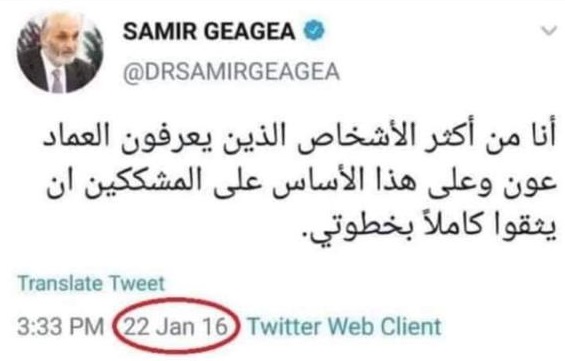 SAMIR GEAGEA
@DRSAMIRGEAGEA
أنا من أكثر الأشخاص الذين يعرفون العماد
عون وعلى هذا الأساس على المشككين ان
يثقوا كاملاً بخطوتي.
Translate Tweet
3:33 PM 22 Jan 16 Twitter Web Client